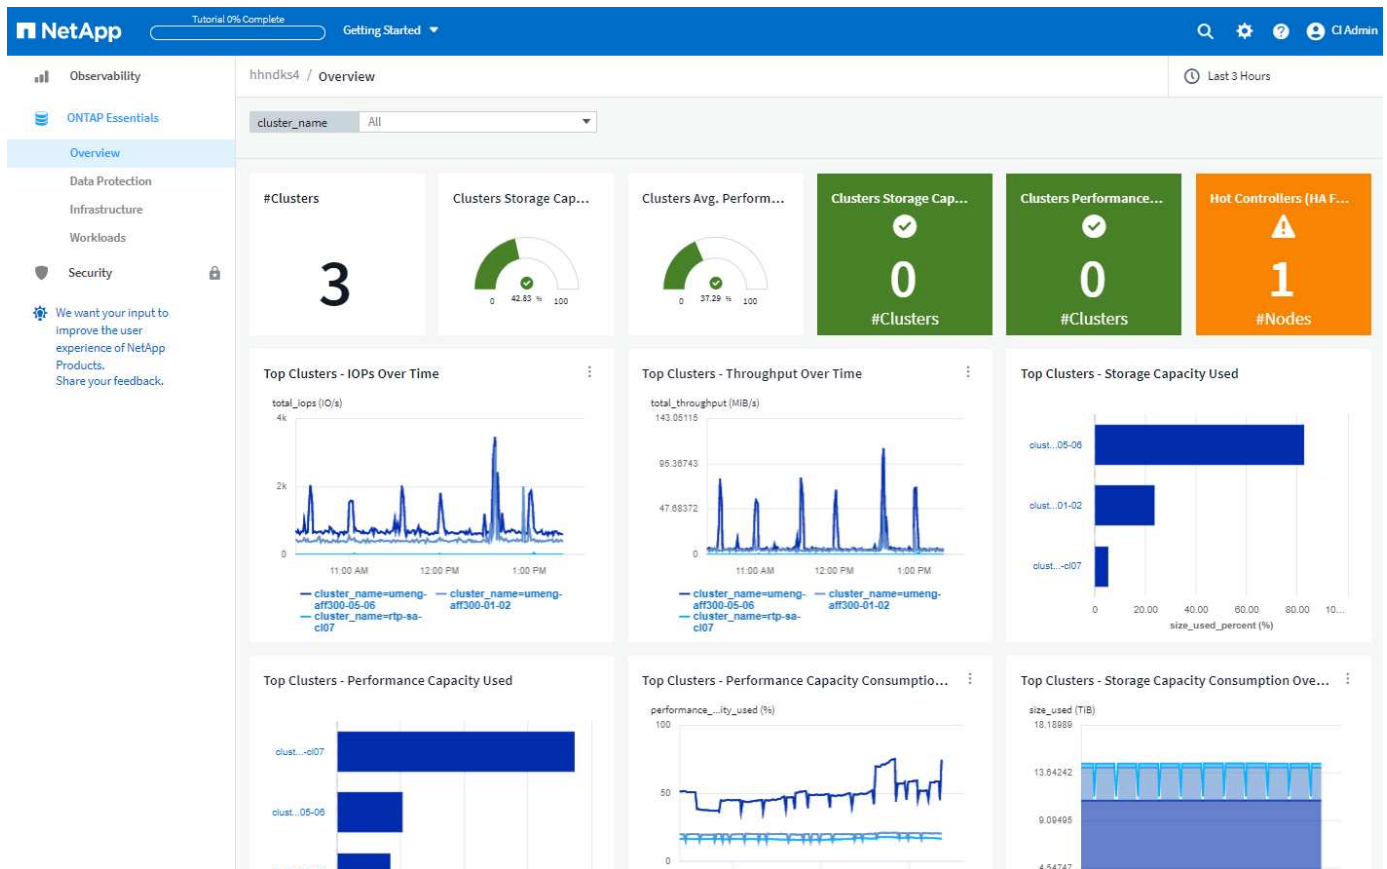 NetApp
Tutorial 0% Complete
Getting Started
CI Admin
Observability
ONTAP Essentials
Overview
Data Protection
Infrastructure
Workloads
Security
We want your input to
improve the user
experience of NetApp
Products.
Share your feedback.
hhndks4 / Overview
Last 3 Hours
cluster_name
All
#Clusters
3
Clusters Storage Cap...
0
42.83 %
100
Clusters Avg. Perform...
0
37.29 %
100
Clusters Storage Cap...
0
#Clusters
Clusters Performance...
0
#Clusters
Hot Controllers (HA F...
1
#Nodes
Top Clusters - IOPs Over Time
total_iops (IO/s)
4k
2k
0
11:00 AM
12:00 PM
1:00 PM
cluster_name=umeng-
aff300-05-06
cluster_name=umeng-
aff300-01-02
cluster_name=rtp-sa-
cl07
Top Clusters - Throughput Over Time
total_throughput (MiB/s)
143.05115
95.36743
47.68372
0
11:00 AM
12:00 PM
1:00 PM
cluster_name=umeng-
aff300-05-06
cluster_name=umeng-
aff300-01-02
cluster_name=rtp-sa-
cl07
Top Clusters - Storage Capacity Used
clust...05-06
clust...01-02
clust...-cl07
0
20.00
40.00
60.00
80.00
10...
size_used_percent (%)
Top Clusters - Performance Capacity Used
clust...-cl07
clust...05-06
Top Clusters - Performance Capacity Consumptio...
performance_...ity_used (%)
100
50
0
Top Clusters - Storage Capacity Consumption Ove...
size_used (TiB)
18.18989
13.64242
9.09495
4.54747